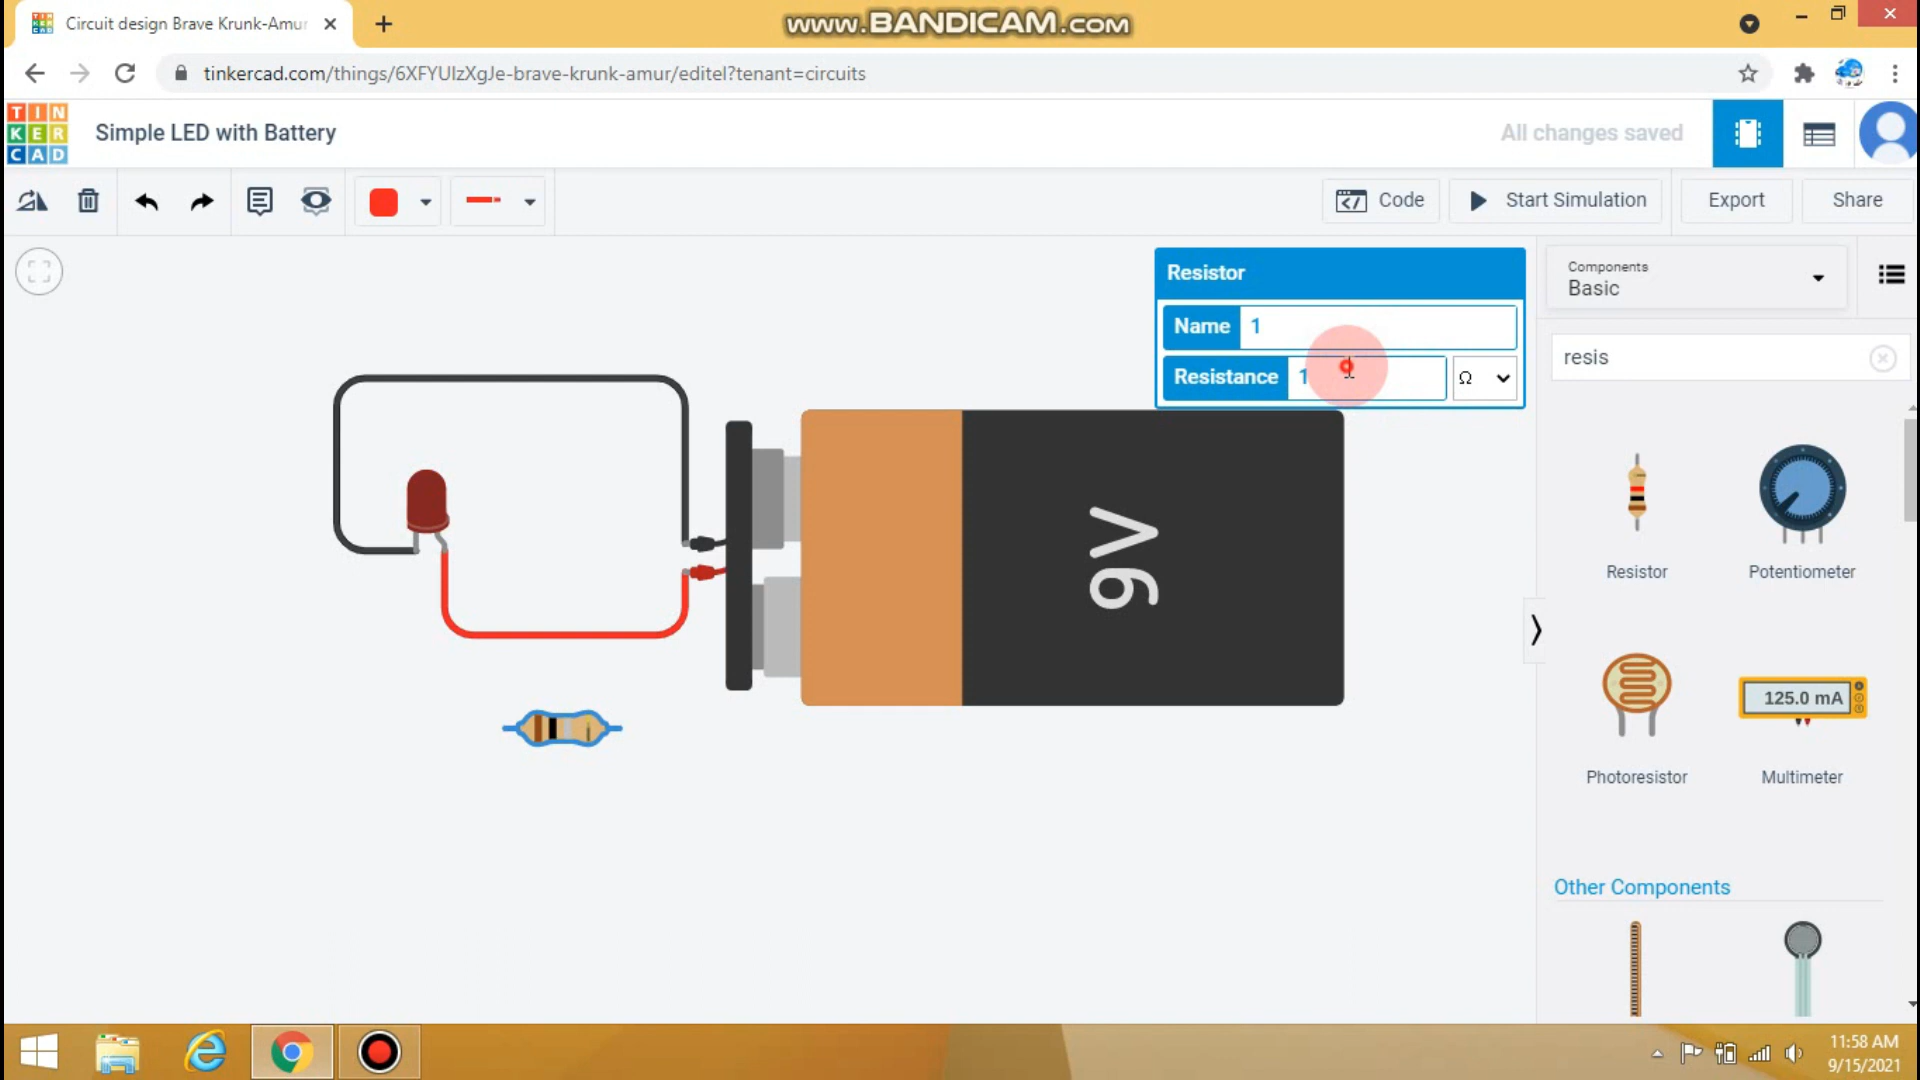 Circuit design Brave Krunk-Amur
www.BANDICAM.com
tinkercad.com/things/6XFYUIzXgJe-brave-krunk-amur/editel?tenant=circuits
TIN
KER
CAD
Simple LED with Battery
All changes saved
Code
Start Simulation
Export
Share
Resistor
Name 1
Resistance 1 Ω
Components
Basic
resis
9V
Resistor
Potentiometer
125.0 mA
Photoresistor
Multimeter
Other Components
11:58 AM
9/15/2021